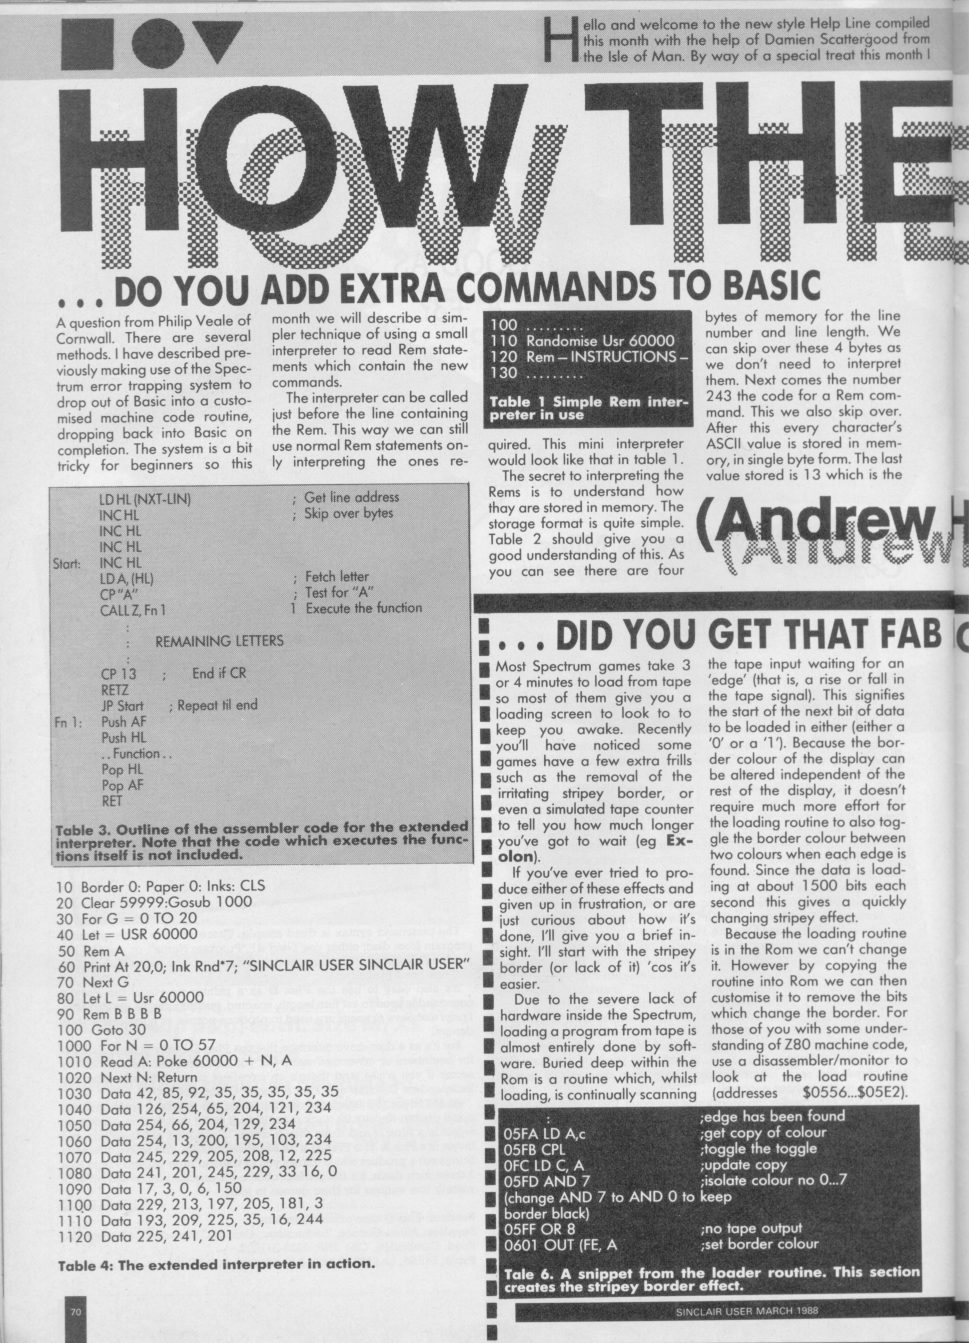 Hello and welcome to the new style Help Line compiled
this month with the help of Damien Scattergood from
the Isle of Man. By way of a special treat this month I
HOW THE
. . . DO YOU ADD EXTRA COMMANDS TO BASIC
A question from Philip Veale of
Cornwall. There are several
methods. I have described pre-
viously making use of the Spec-
trum error trapping system to
drop out of Basic into a custo-
mised machine code routine,
dropping back into Basic on
completion. The system is a bit
tricky for beginners so this
month we will describe a sim-
pler technique of using a small
interpreter to read Rem state-
ments which contain the new
commands.
The interpreter can be called
just before the line containing
the Rem. This way we can still
use normal Rem statements on-
ly interpreting the ones re-
100 .........
110 Randomise Usr 60000
120 Rem – INSTRUCTIONS –
130 .........
Table 1 Simple Rem inter-
preter in use
quired. This mini interpreter
would look like that in table 1.
The secret to interpreting the
Rems is to understand how
thay are stored in memory. The
storage format is quite simple.
Table 2 should give you a
good understanding of this. As
you can see there are four
bytes of memory for the line
number and line length. We
can skip over these 4 bytes as
we don't need to interpret
them. Next comes the number
243 the code for a Rem com-
mand. This we also skip over.
After this every character's
ASCII value is stored in mem-
ory, in single byte form. The last
value stored is 13 which is the
(Andrew H
LD HL (NXT-LIN) ; Get line address
INC HL ; Skip over bytes
INC HL
INC HL
Start: INC HL
LD A, (HL) ; Fetch letter
CP "A" ; Test for "A"
CALL Z, Fn 1 1 Execute the function
:
: REMAINING LETTERS
:
CP 13 ; End if CR
RETZ
JP Start ; Repeat til end
Fn 1: Push AF
Push HL
. . Function . .
Pop HL
Pop AF
RET
Table 3. Outline of the assembler code for the extended
interpreter. Note that the code which executes the func-
tions itself is not included.
10 Border 0: Paper 0: Inks: CLS
20 Clear 59999:Gosub 1000
30 For G = 0 TO 20
40 Let = USR 60000
50 Rem A
60 Print At 20,0; Ink Rnd*7; "SINCLAIR USER SINCLAIR USER"
70 Next G
80 Let L = Usr 60000
90 Rem B B B B
100 Goto 30
1000 For N = 0 TO 57
1010 Read A: Poke 60000 + N, A
1020 Next N: Return
1030 Data 42, 85, 92, 35, 35, 35, 35, 35
1040 Data 126, 254, 65, 204, 121, 234
1050 Data 254, 66, 204, 129, 234
1060 Data 254, 13, 200, 195, 103, 234
1070 Data 245, 229, 205, 208, 12, 225
1080 Data 241, 201, 245, 229, 33 16, 0
1090 Data 17, 3, 0, 6, 150
1100 Data 229, 213, 197, 205, 181, 3
1110 Data 193, 209, 225, 35, 16, 244
1120 Data 225, 241, 201
Table 4: The extended interpreter in action.
. . . DID YOU GET THAT FAB
Most Spectrum games take 3
or 4 minutes to load from tape
so most of them give you a
loading screen to look to to
keep you awake. Recently
you'll have noticed some
games have a few extra frills
such as the removal of the
irritating stripey border, or
even a simulated tape counter
to tell you how much longer
you've got to wait (eg Ex-
olon).
If you've ever tried to pro-
duce either of these effects and
given up in frustration, or are
just curious about how it's
done, I'll give you a brief in-
sight. I'll start with the stripey
border (or lack of it) 'cos it's
easier.
Due to the severe lack of
hardware inside the Spectrum,
loading a program from tape is
almost entirely done by soft-
ware. Buried deep within the
Rom is a routine which, whilst
loading, is continually scanning
the tape input waiting for an
'edge' (that is, a rise or fall in
the tape signal). This signifies
the start of the next bit of data
to be loaded in either (either a
'0' or a '1'). Because the bor-
der colour of the display can
be altered independent of the
rest of the display, it doesn't
require much more effort for
the loading routine to also tog-
gle the border colour between
two colours when each edge is
found. Since the data is load-
ing at about 1500 bits each
second this gives a quickly
changing stripey effect.
Because the loading routine
is in the Rom we can't change
it. However by copying the
routine into Rom we can then
customise it to remove the bits
which change the border. For
those of you with some under-
standing of Z80 machine code,
use a disassembler/monitor to
look at the load routine
(addresses $0556...$05E2).
: ;edge has been found
05FA LD A,c ;get copy of colour
05FB CPL ;toggle the toggle
0FC LD C, A ;update copy
05FD AND 7 ;isolate colour no 0...7
(change AND 7 to AND 0 to keep
border black)
05FF OR 8 ;no tape output
0601 OUT (FE, A ;set border colour
Tale 6. A snippet from the loader routine. This section
creates the stripey border effect.
70
SINCLAIR USER MARCH 1988